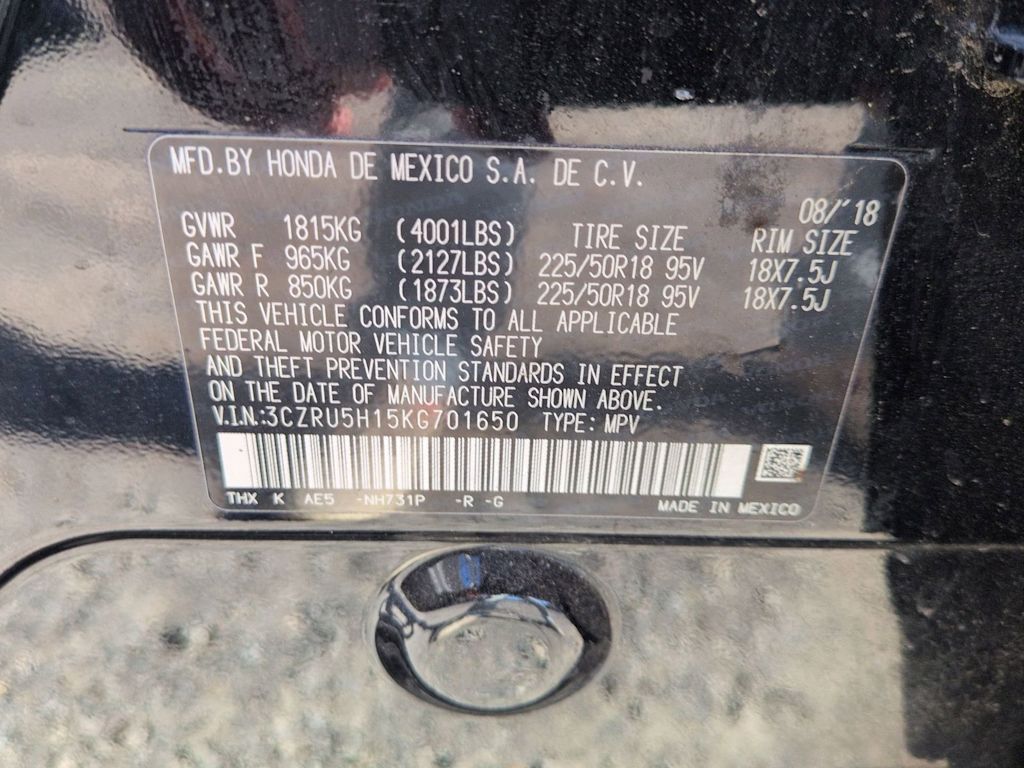 MFD.BY HONDA DE MEXICO S.A. DE C.V.
08/'18
GVWR 1815KG (4001LBS) TIRE SIZE RIM SIZE
GAWR F 965KG (2127LBS) 225/50R18 95V 18X7.5J
GAWR R 850KG (1873LBS) 225/50R18 95V 18X7.5J
THIS VEHICLE CONFORMS TO ALL APPLICABLE
FEDERAL MOTOR VEHICLE SAFETY
AND THEFT PREVENTION STANDARDS IN EFFECT
ON THE DATE OF MANUFACTURE SHOWN ABOVE.
V.I.N.:3CZRU5H15KG701650 TYPE:MPV
THX K AE5 -NH731P -R -G
MADE IN MEXICO